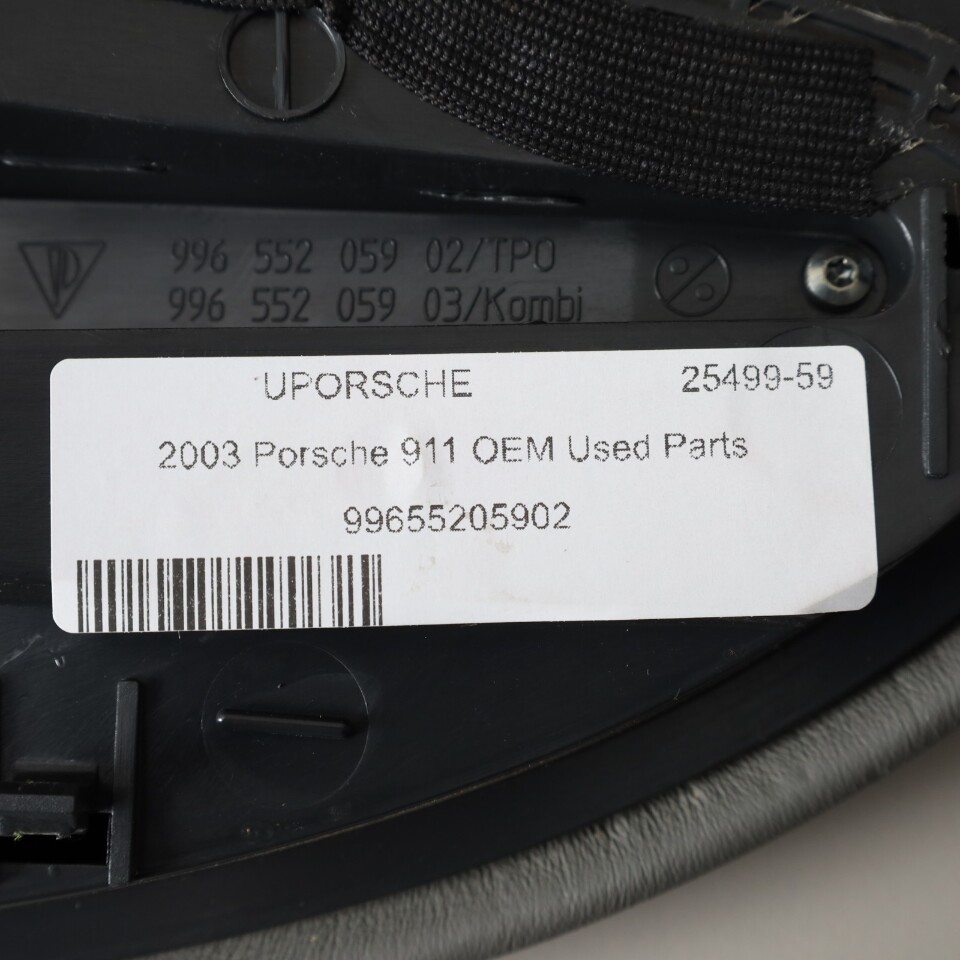 996 552 059 02/TPO
996 552 059 03/Kombi
UPORSCHE 25499-59
2003 Porsche 911 OEM Used Parts
99655205902